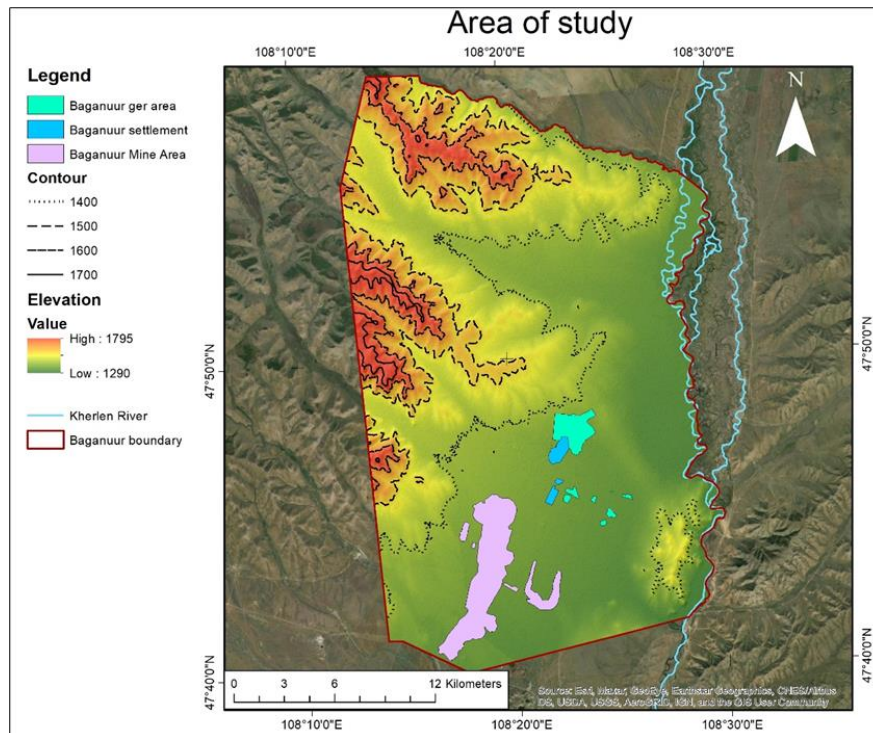 Area of study
108°10'0"E
108°20'0"E
108°30'0"E
Legend
Baganuur ger area
Baganuur settlement
Baganuur Mine Area
Contour
1400
1500
1600
1700
Elevation
Value
High : 1795
Low : 1290
Kherlen River
Baganuur boundary
N
47°50'0"N
47°50'0"N
47°40'0"N
47°40'0"N
0 3 6 12 Kilometers
Source: Esri, Maxar, GeoEye, Earthstar Geographics, CNES/Airbus
DS, USDA, USGS, AeroGRID, IGN, and the GIS User Community
108°10'0"E
108°20'0"E
108°30'0"E